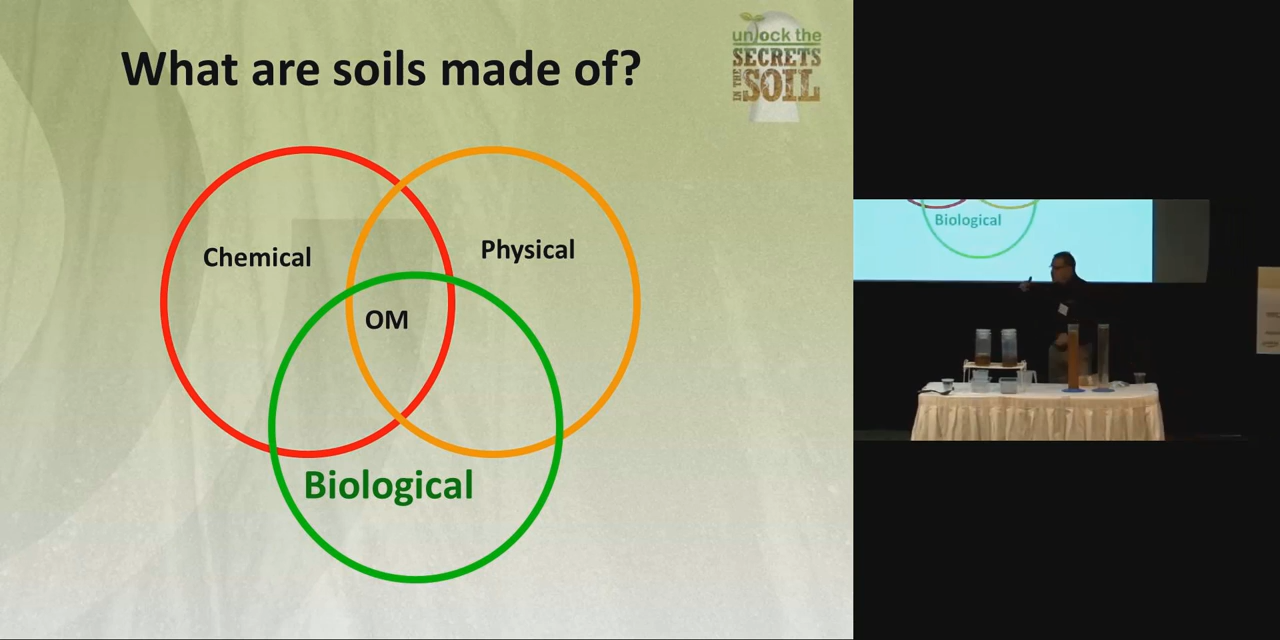 What are soils made of?
unlock the
SECRETS
IN THE
SOIL
Chemical
Physical
OM
Biological
Biological